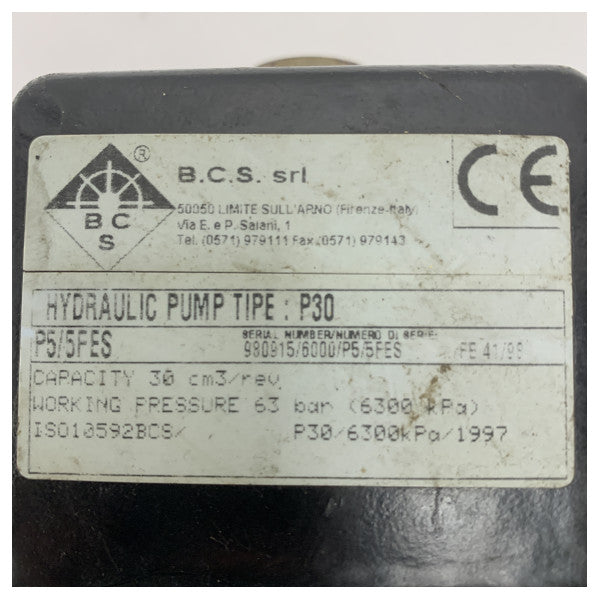 ®
B C
S
B.C.S. srl
50050 LIMITE SULL'ARNO (Firenze-Italy)
Via E. e P. Salani, 1
Tel. (0571) 979111 Fax (0571) 979143
CE
HYDRAULIC PUMP TIPE : P30
SERIAL NUMBER/NUMERO DI SERIE:
P5/5FES 980915/6000/P5/5FES /FE 41/98
CAPACITY 30 cm3/rev
WORKING PRESSURE 63 bar (6300 kPa)
ISO10592BCS/ P30/6300kPa/1997